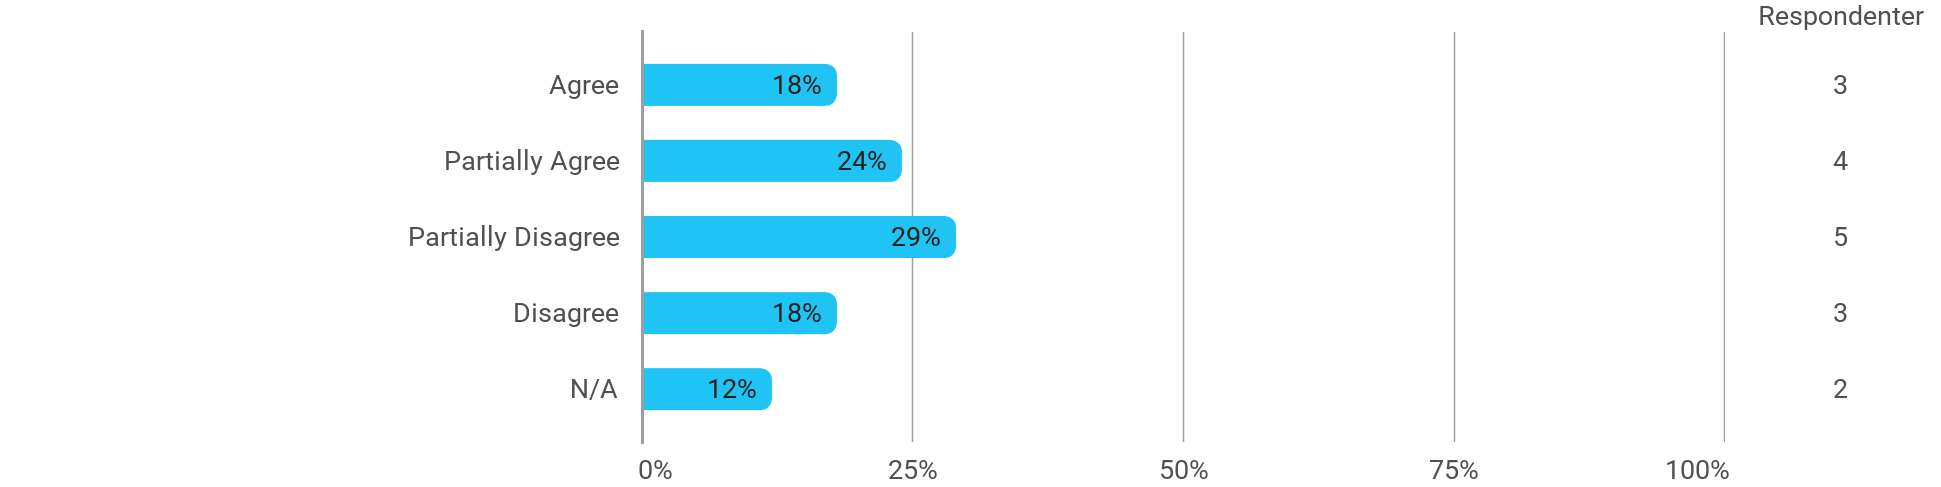 Respondenter
Agree 18% 3
Partially Agree 24% 4
Partially Disagree 29% 5
Disagree 18% 3
N/A 12% 2
0% 25% 50% 75% 100%